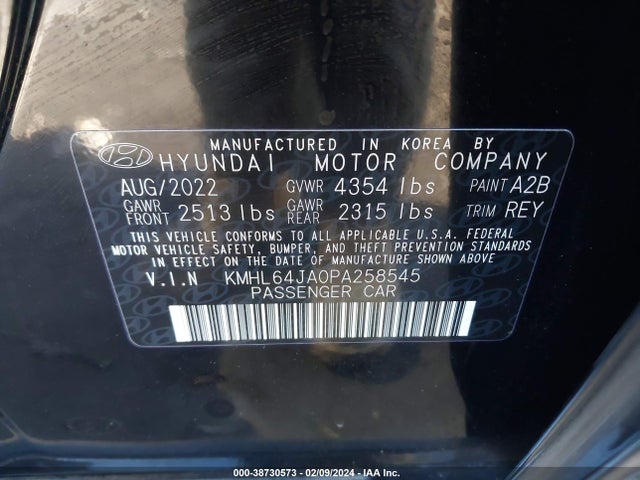 MANUFACTURED IN KOREA BY
HYUNDAI MOTOR COMPANY
AUG/2022 GVWR 4354 lbs PAINT A2B
GAWR FRONT 2513 lbs GAWR REAR 2315 lbs TRIM REY
THIS VEHICLE CONFORMS TO ALL APPLICABLE U.S.A. FEDERAL
MOTOR VEHICLE SAFETY, BUMPER, AND THEFT PREVENTION STANDARDS
IN EFFECT ON THE DATE OF MANUFACTURE SHOWN ABOVE
V.I.N KMHL64JA0PA258545
PASSENGER CAR
000-38730573 - 02/09/2024 - IAA Inc.